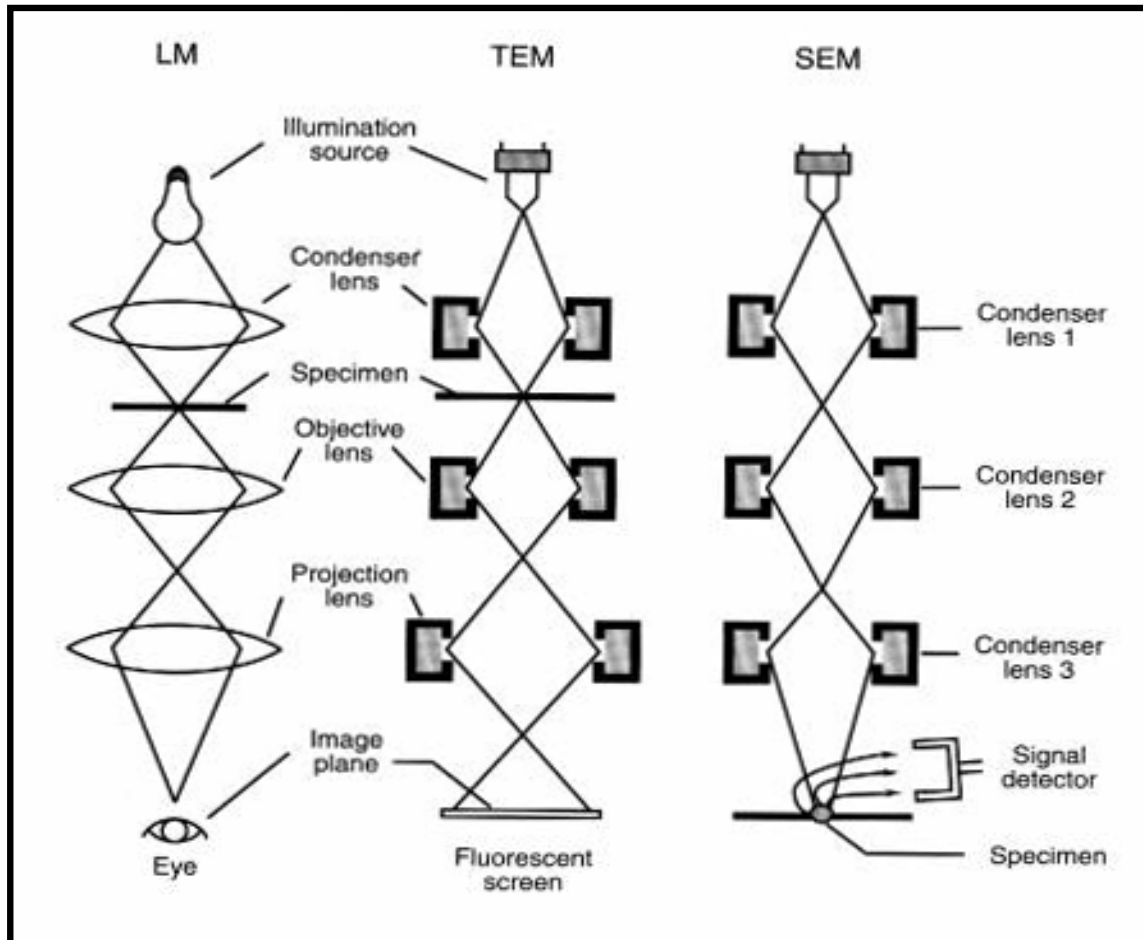 LM
TEM
SEM
Illumination
source
Condenser
lens
Condenser
lens 1
Specimen
Objective
lens
Condenser
lens 2
Projection
lens
Condenser
lens 3
Image
plane
Signal
detector
Eye
Fluorescent
screen
Specimen